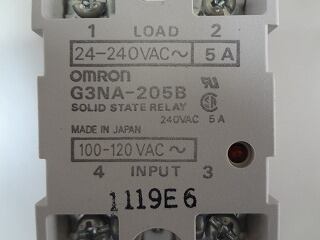 1 LOAD 2
24-240VAC~ 5A
OMRON
G3NA-205B
SOLID STATE RELAY
240VAC 5A
MADE IN JAPAN
100-120 VAC~
4 INPUT 3
1119E6